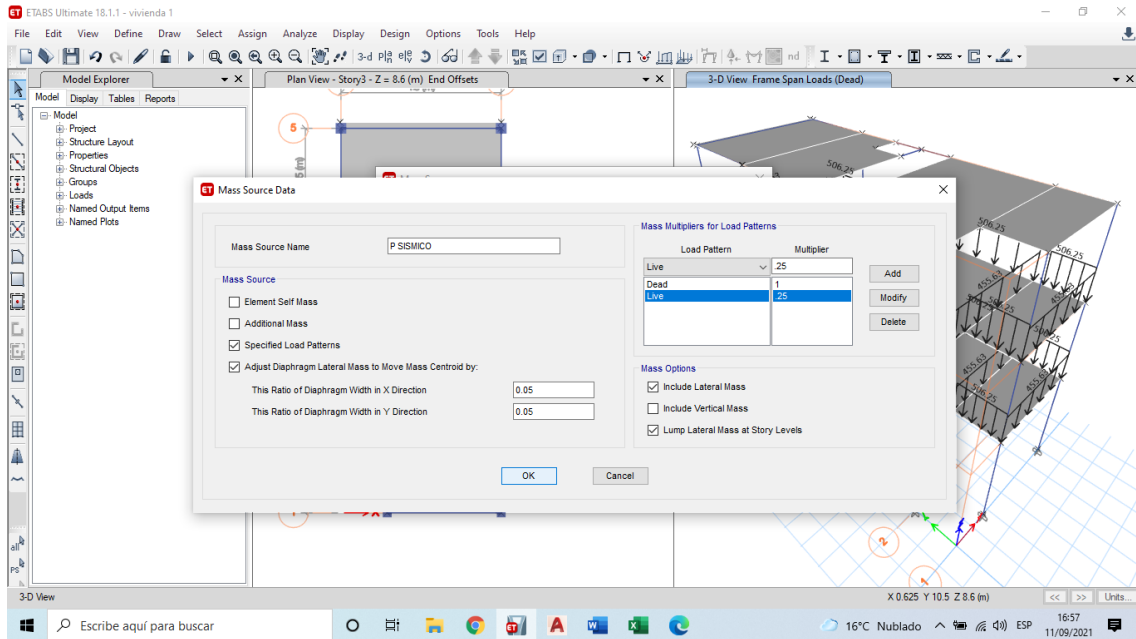 ETABS Ultimate 18.1.1 - vivienda 1
File Edit View Define Draw Select Assign Analyze Display Design Options Tools Help
3-d plạ elẹ nd
Model Explorer
Plan View - Story3 - Z = 8.6 (m) End Offsets
3-D View Frame Span Loads (Dead)
Model Display Tables Reports
Model
Project
Structure Layout
Properties
Structural Objects
Groups
Loads
Named Output Items
Named Plots
5
Mass Source Data
Mass Source Name P SISMICO
Mass Source
Element Self Mass
Additional Mass
Specified Load Patterns
Adjust Diaphragm Lateral Mass to Move Mass Centroid by:
This Ratio of Diaphragm Width in X Direction 0.05
This Ratio of Diaphragm Width in Y Direction 0.05
Mass Multipliers for Load Patterns
Load Pattern Multiplier
Live .25
Dead 1
Live .25
Add
Modify
Delete
Mass Options
Include Lateral Mass
Include Vertical Mass
Lump Lateral Mass at Story Levels
OK Cancel
506.25
506.25
506.25
455.63
455.63
506.25
455.63
2
all
PS
3-D View
X 0.625 Y 10.5 Z 8.6 (m)
<< >> Units...
Escribe aquí para buscar
16°C Nublado
ESP
16:57
11/09/2021